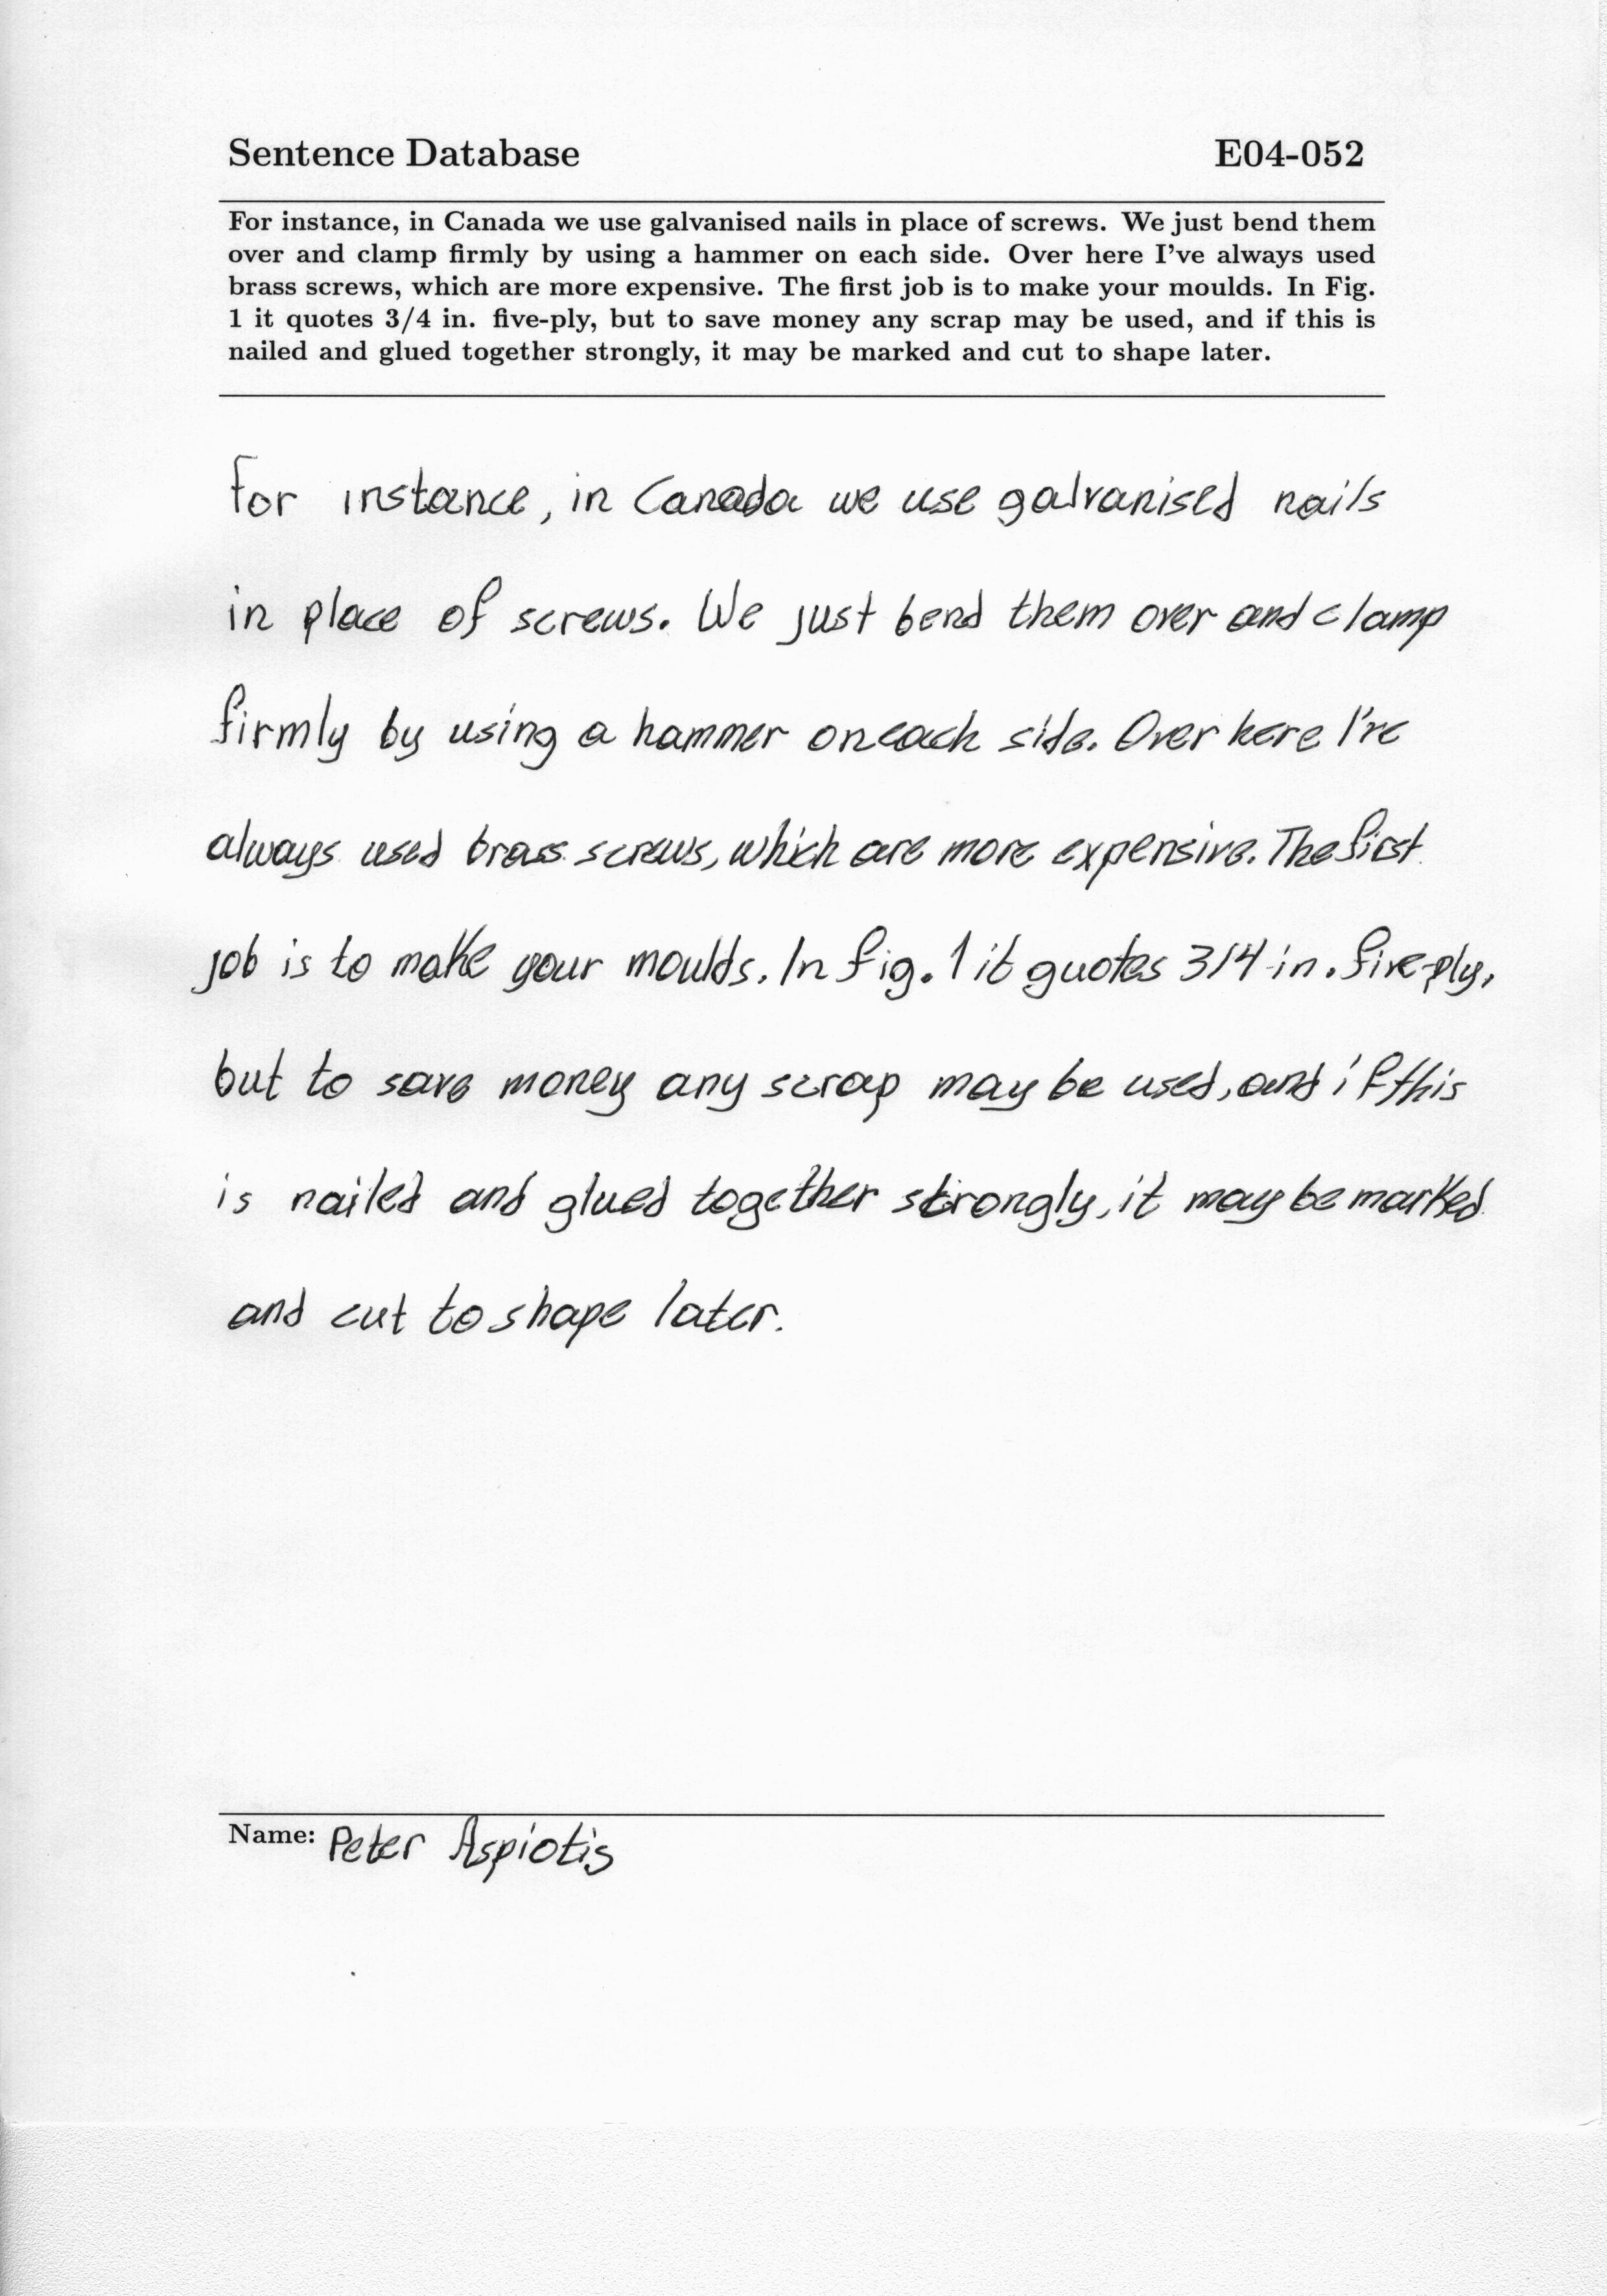 Sentence Database E04-052
For instance, in Canada we use galvanised nails in place of screws. We just bend them
over and clamp firmly by using a hammer on each side. Over here I've always used
brass screws, which are more expensive. The first job is to make your moulds. In Fig.
1 it quotes 3/4 in. five-ply, but to save money any scrap may be used, and if this is
nailed and glued together strongly, it may be marked and cut to shape later.
For instance, in Canada we use galvanised nails
in place of screws. We just bend them over and clamp
firmly by using a hammer on each side. Over here I've
always used brass screws, which are more expensive. The first
job is to make your moulds. In fig. 1 it quotes 3/4 in. five-ply,
but to save money any scrap may be used, and if this
is nailed and glued together strongly, it may be marked
and cut to shape later.
Name: Peter Aspiotis